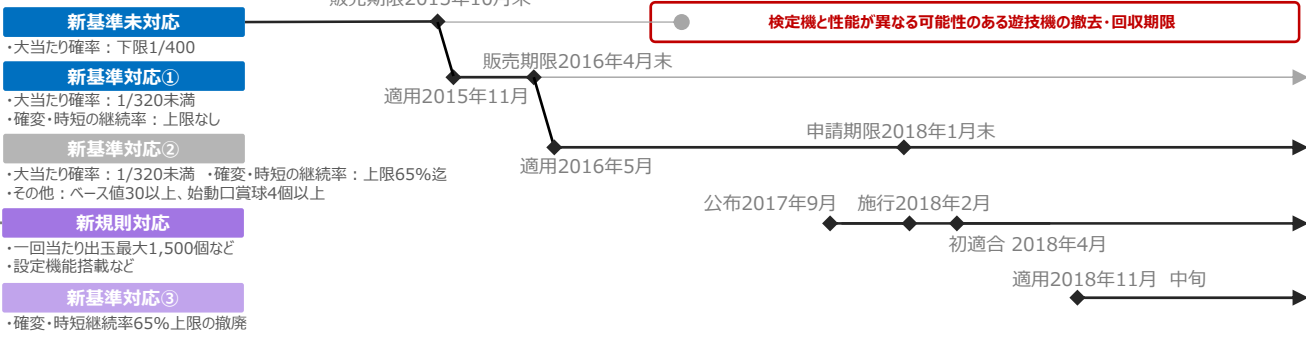 販売期限2015年10月末
新基準未対応
検定機と性能が異なる可能性のある遊技機の撤去・回収期限
・大当たり確率：下限1/400
販売期限2016年4月末
新基準対応①
適用2015年11月
・大当たり確率：1/320未満
・確変・時短の継続率：上限なし
申請期限2018年1月末
新基準対応②
適用2016年5月
・大当たり確率：1/320未満 ・確変・時短の継続率：上限65%迄
・その他：ベース値30以上、始動口賞球4個以上
公布2017年9月 施行2018年2月
新規則対応
初適合 2018年4月
・一回当たり出玉最大1,500個など
・設定機能搭載など
適用2018年11月 中旬
新基準対応③
・確変・時短継続率65%上限の撤廃